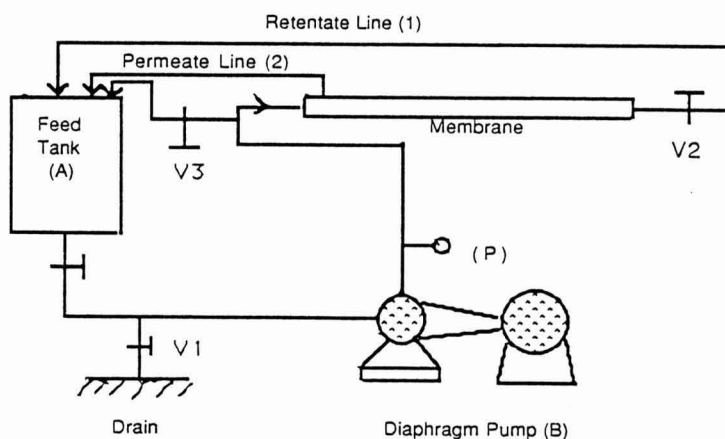 Retentate Line (1)
Permeate Line (2)
Feed
Tank
(A)
Membrane
V3
V2
(P)
V1
Drain
Diaphragm Pump (B)